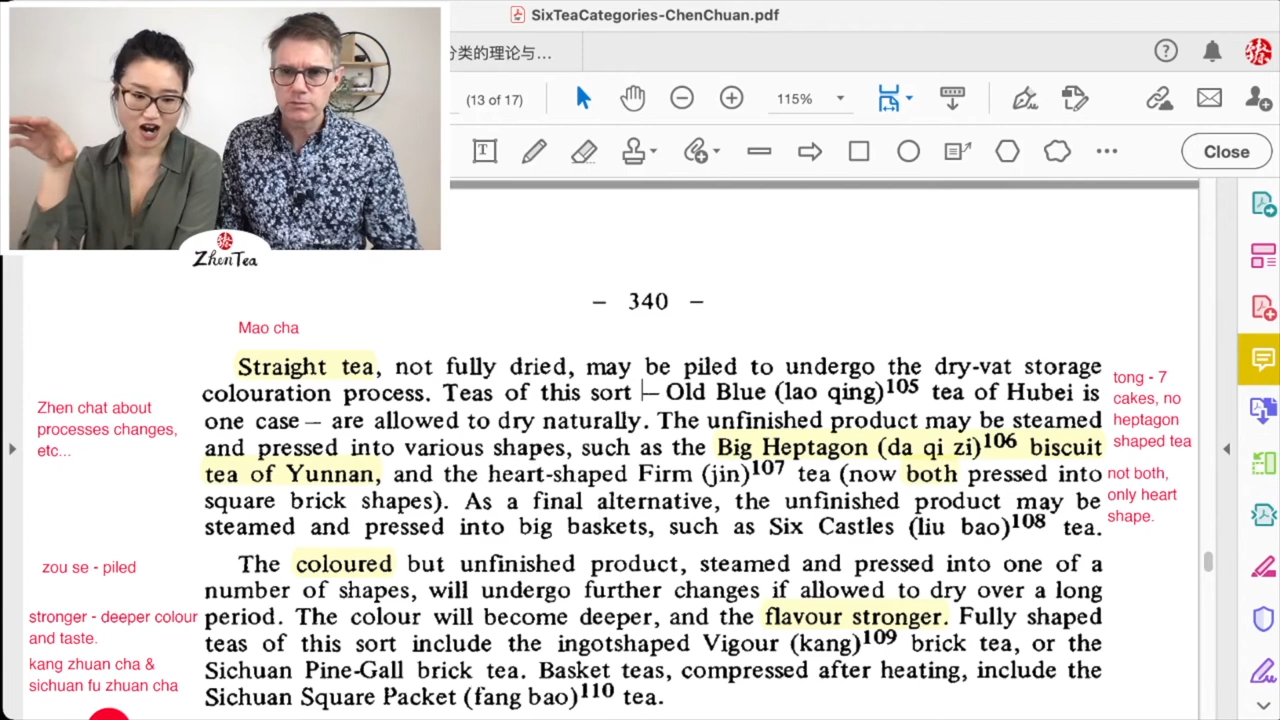 SixTeaCategories-ChenChuan.pdf
分类的理论与...
(13 of 17)
115%
Close
ZhenTea
– 340 –
Mao cha
Straight tea, not fully dried, may be piled to undergo the dry-vat storage
colouration process. Teas of this sort – Old Blue (lao qing)105 tea of Hubei is
one case – are allowed to dry naturally. The unfinished product may be steamed
and pressed into various shapes, such as the Big Heptagon (da qi zi)106 biscuit
tea of Yunnan, and the heart-shaped Firm (jin)107 tea (now both pressed into
square brick shapes). As a final alternative, the unfinished product may be
steamed and pressed into big baskets, such as Six Castles (liu bao)108 tea.
Zhen chat about
processes changes,
etc...
tong - 7
cakes, no
heptagon
shaped tea
not both,
only heart
shape.
The coloured but unfinished product, steamed and pressed into one of a
number of shapes, will undergo further changes if allowed to dry over a long
period. The colour will become deeper, and the flavour stronger. Fully shaped
teas of this sort include the ingotshaped Vigour (kang)109 brick tea, or the
Sichuan Pine-Gall brick tea. Basket teas, compressed after heating, include the
Sichuan Square Packet (fang bao)110 tea.
zou se - piled
stronger - deeper colour
and taste.
kang zhuan cha &
sichuan fu zhuan cha